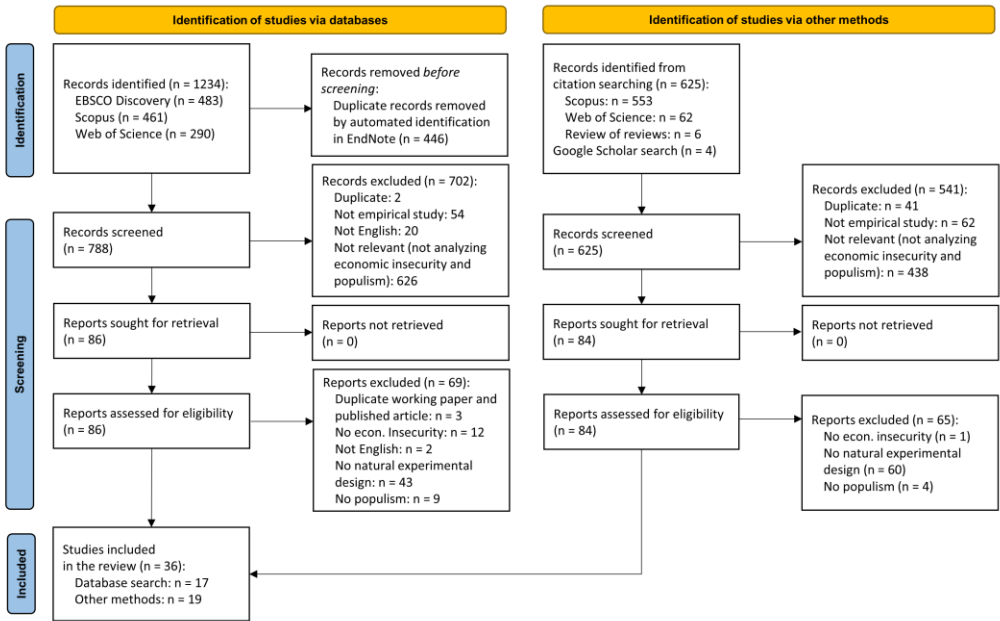 Identification of studies via databases
Identification of studies via other methods
Identification
Records identified (n = 1234):
EBSCO Discovery (n = 483)
Scopus (n = 461)
Web of Science (n = 290)
Records removed before
screening:
Duplicate records removed
by automated identification
in EndNote (n = 446)
Records identified from
citation searching (n = 625):
Scopus: n = 553
Web of Science: n = 62
Review of reviews: n = 6
Google Scholar search (n = 4)
Screening
Records screened
(n = 788)
Records excluded (n = 702):
Duplicate: 2
Not empirical study: 54
Not English: 20
Not relevant (not analyzing
economic insecurity and
populism): 626
Records screened
(n = 625)
Records excluded (n = 541):
Duplicate: n = 41
Not empirical study: n = 62
Not relevant (not analyzing
economic insecurity and
populism): n = 438
Reports sought for retrieval
(n = 86)
Reports not retrieved
(n = 0)
Reports sought for retrieval
(n = 84)
Reports not retrieved
(n = 0)
Reports assessed for eligibility
(n = 86)
Reports excluded (n = 69):
Duplicate working paper and
published article: n = 3
No econ. Insecurity: n = 12
Not English: n = 2
No natural experimental
design: n = 43
No populism: n = 9
Reports assessed for eligibility
(n = 84)
Reports excluded (n = 65):
No econ. insecurity (n = 1)
No natural experimental
design (n = 60)
No populism (n = 4)
Included
Studies included
in the review (n = 36):
Database search: n = 17
Other methods: n = 19